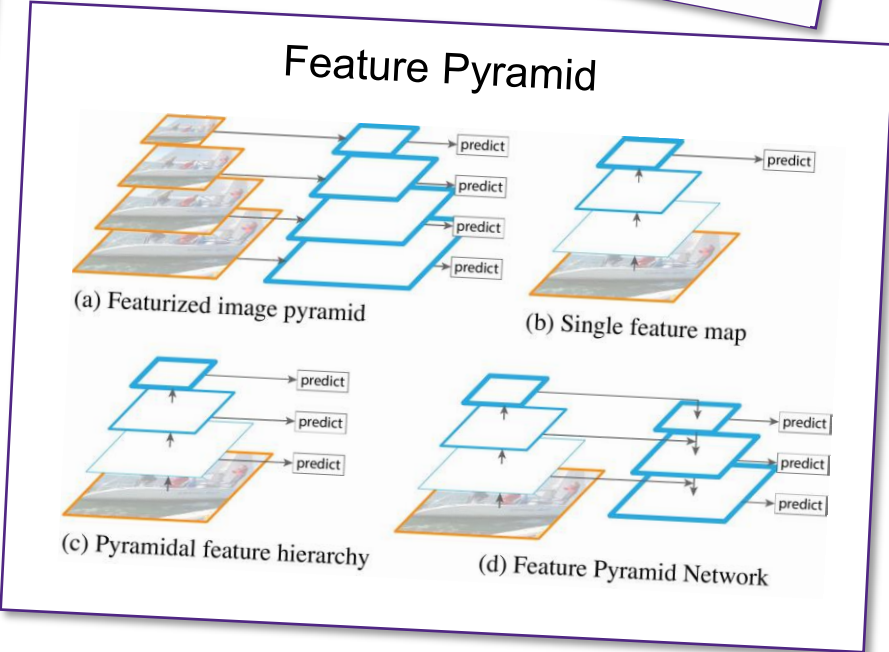 Feature Pyramid
predict
predict
predict
predict
(a) Featurized image pyramid
predict
(b) Single feature map
predict
predict
predict
(c) Pyramidal feature hierarchy
predict
predict
predict
(d) Feature Pyramid Network